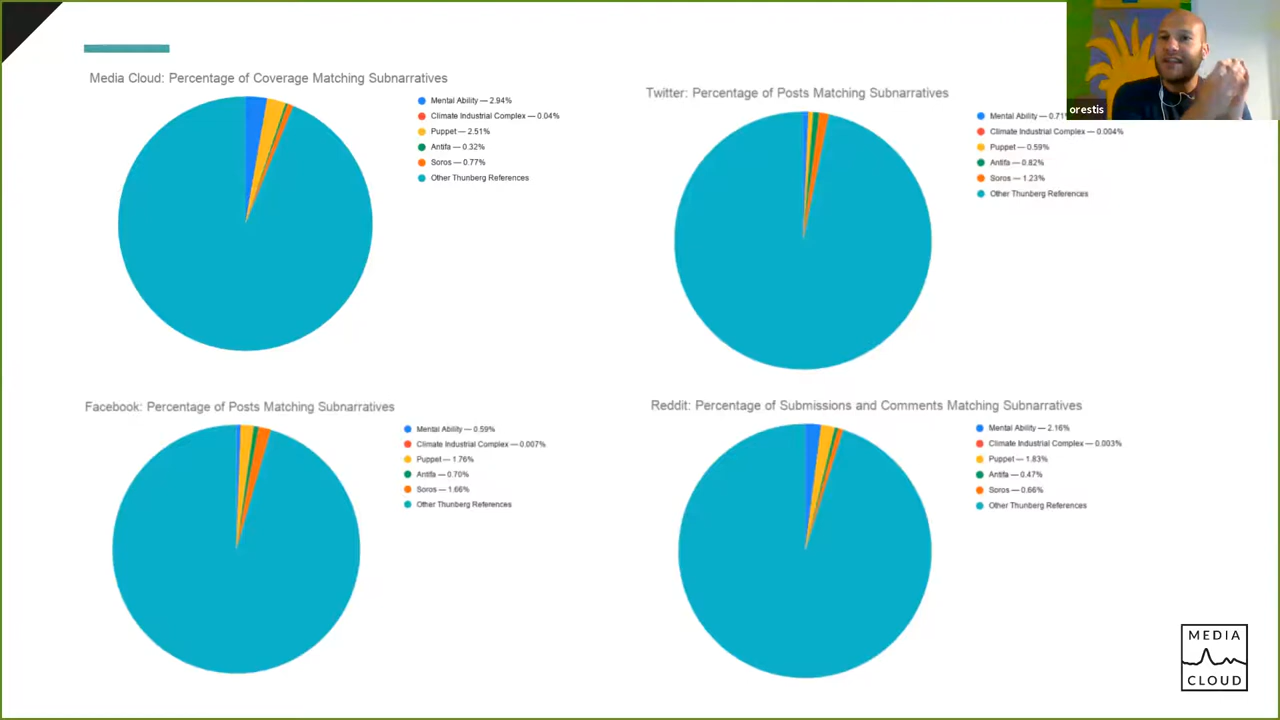 Media Cloud: Percentage of Coverage Matching Subnarratives
Mental Ability — 2.94%
Climate Industrial Complex — 0.04%
Puppet — 2.51%
Antifa — 0.32%
Soros — 0.77%
Other Thunberg References
Twitter: Percentage of Posts Matching Subnarratives
Mental Ability — 0.71
Climate Industrial Complex — 0.004%
Puppet — 0.59%
Antifa — 0.82%
Soros — 1.23%
Other Thunberg References
orestis
Facebook: Percentage of Posts Matching Subnarratives
Mental Ability — 0.59%
Climate Industrial Complex — 0.007%
Puppet — 1.76%
Antifa — 0.70%
Soros — 1.66%
Other Thunberg References
Reddit: Percentage of Submissions and Comments Matching Subnarratives
Mental Ability — 2.16%
Climate Industrial Complex — 0.003%
Puppet — 1.83%
Antifa — 0.47%
Soros — 0.66%
Other Thunberg References
MEDIA
CLOUD